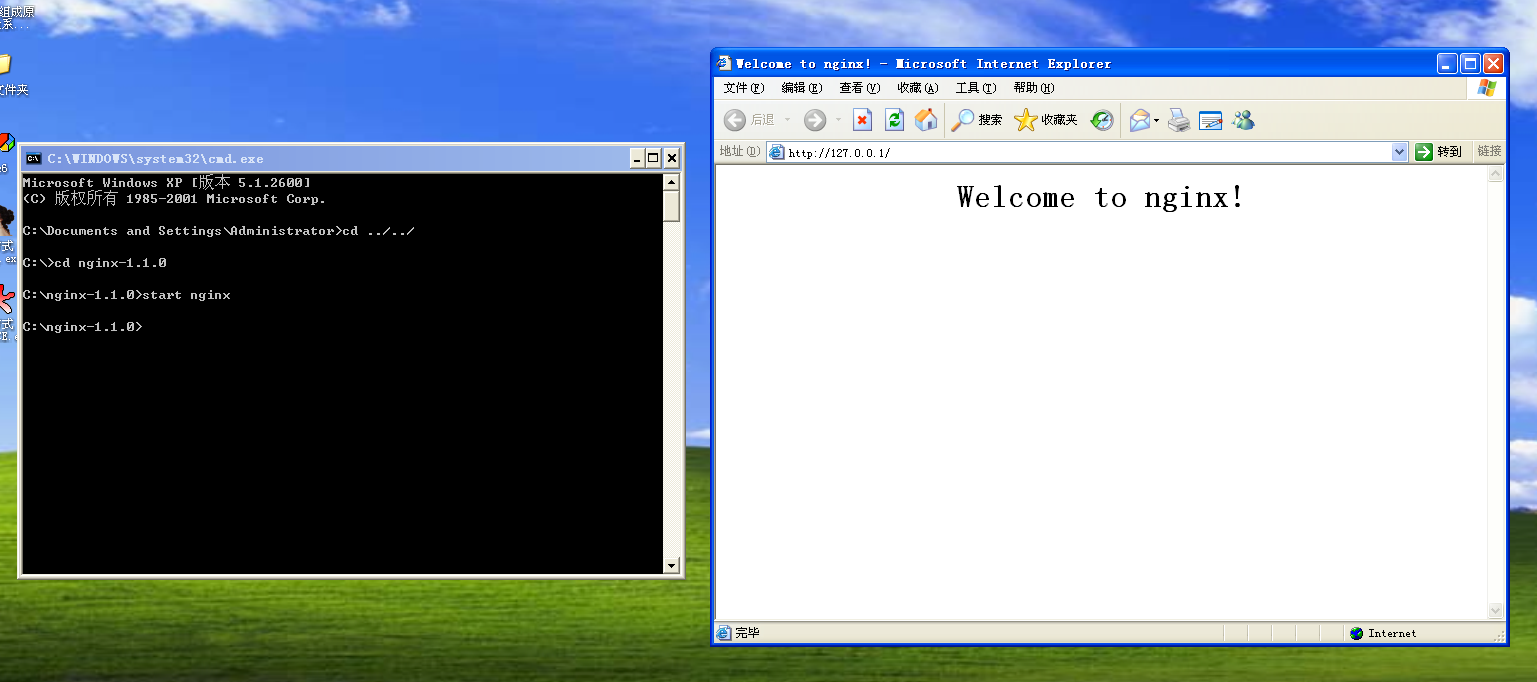 组成原
系...
文件夹
e6
式
. ex
式
C:\WINDOWS\system32\cmd.exe
Microsoft Windows XP [版本 5.1.2600]
(C) 版权所有 1985-2001 Microsoft Corp.
C:\Documents and Settings\Administrator>cd ../../
C:\>cd nginx-1.1.0
C:\nginx-1.1.0>start nginx
C:\nginx-1.1.0>
Welcome to nginx! - Microsoft Internet Explorer
文件(F) 编辑(E) 查看(V) 收藏(A) 工具(T) 帮助(H)
后退 搜索 收藏夹
地址(D) http://127.0.0.1/ 转到 链接
Welcome to nginx!
完毕 Internet